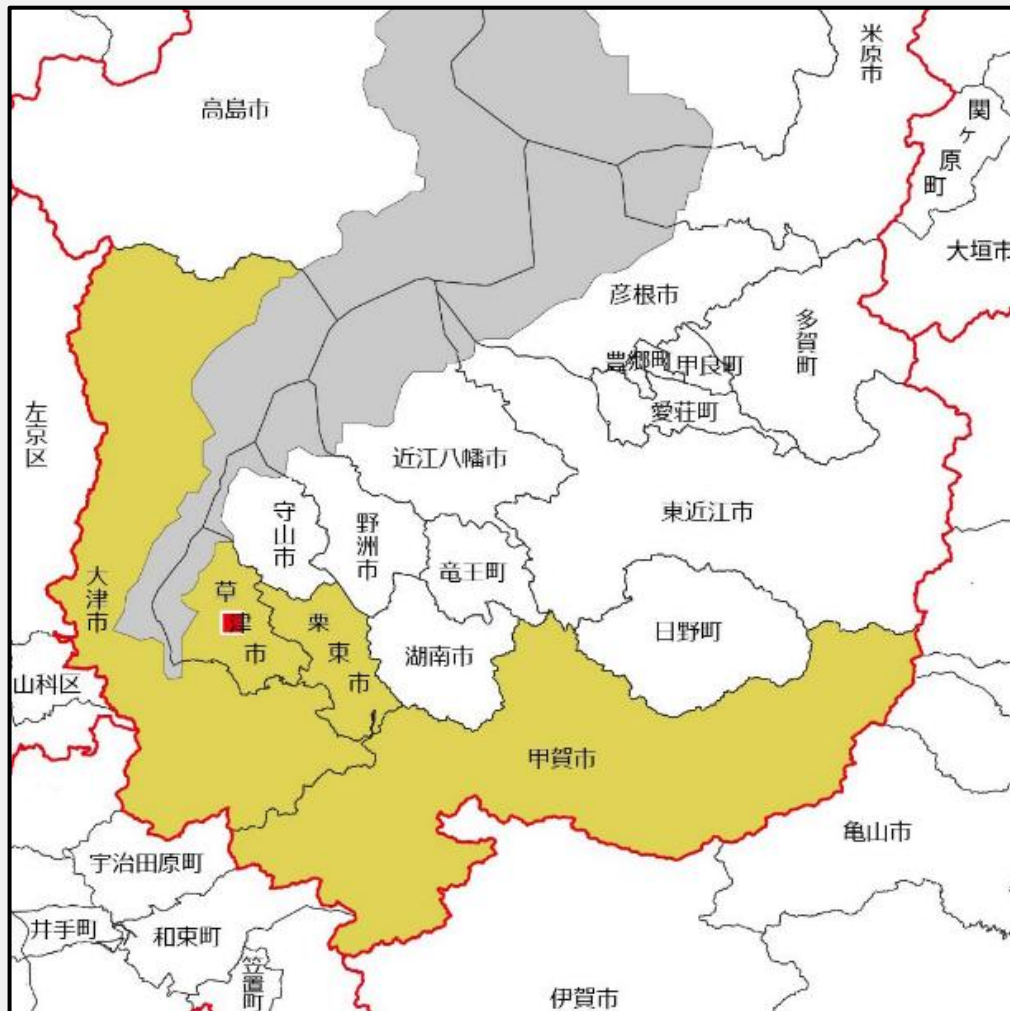 米原市
高島市
関ヶ原町
大垣市
彦根市
多賀町
豊郷町
甲良町
愛荘町
左京区
近江八幡市
東近江市
守山市
野洲市
竜王町
大津市
草津市
栗東市
湖南市
日野町
山科区
甲賀市
亀山市
宇治田原町
井手町
和束町
笠置町
伊賀市